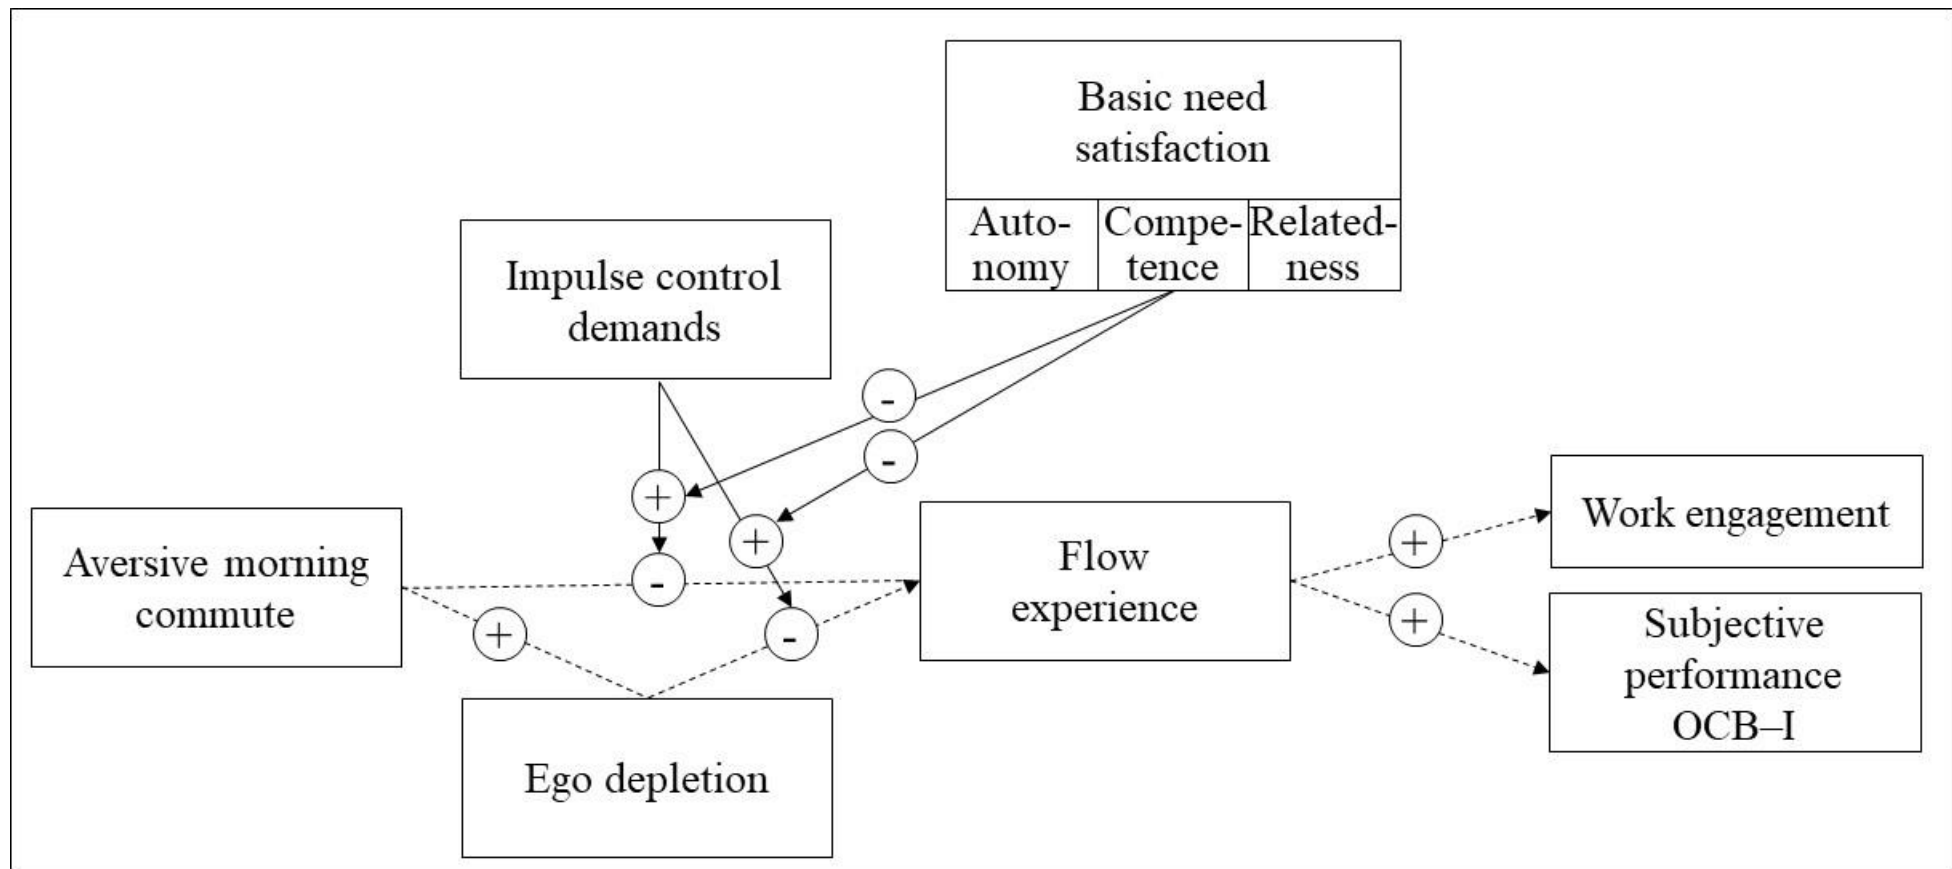 Basic need
satisfaction
Auto-
nomy
Compe-
tence
Related-
ness
Impulse control
demands
-
-
+
+
Aversive morning
commute
-
+
-
Flow
experience
+
+
Work engagement
Subjective
performance
OCB–I
Ego depletion